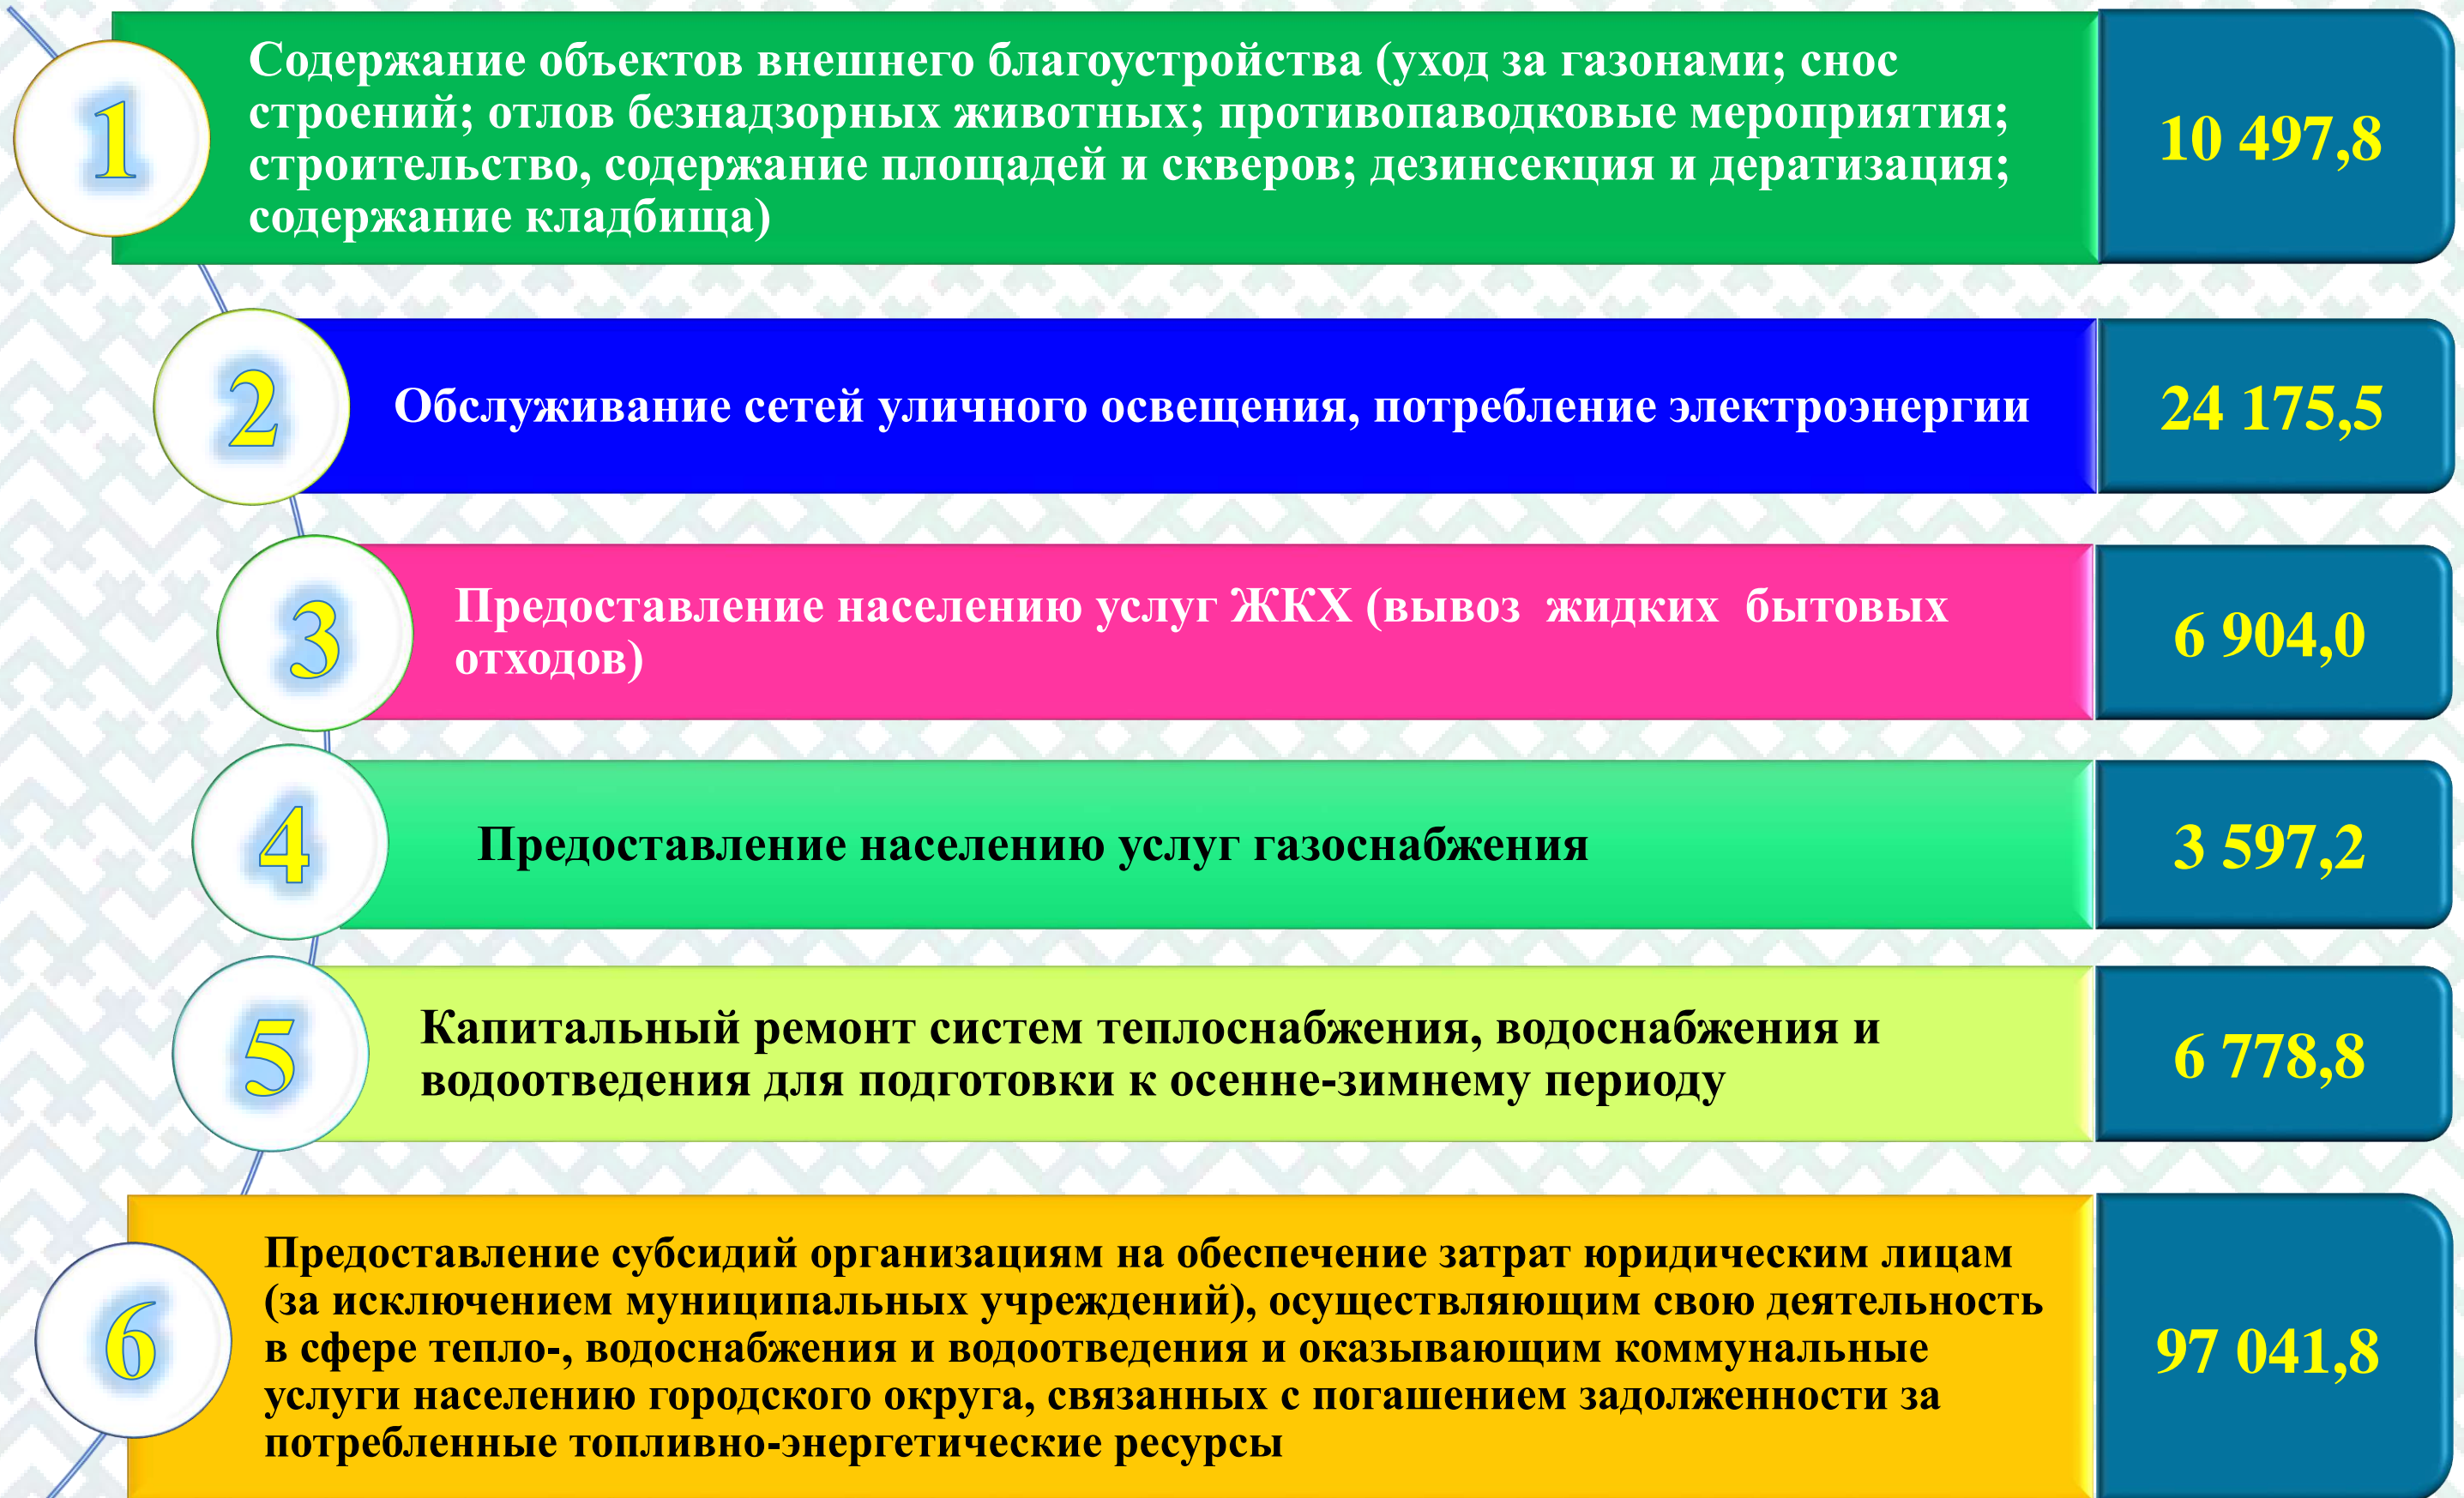 1
Содержание объектов внешнего благоустройства (уход за газонами; снос
строений; отлов безнадзорных животных; противопаводковые мероприятия;
строительство, содержание площадей и скверов; дезинсекция и дератизация;
содержание кладбища)
10 497,8
2
Обслуживание сетей уличного освещения, потребление электроэнергии
24 175,5
3
Предоставление населению услуг ЖКХ (вывоз жидких бытовых
отходов)
6 904,0
4
Предоставление населению услуг газоснабжения
3 597,2
5
Капитальный ремонт систем теплоснабжения, водоснабжения и
водоотведения для подготовки к осенне-зимнему периоду
6 778,8
6
Предоставление субсидий организациям на обеспечение затрат юридическим лицам
(за исключением муниципальных учреждений), осуществляющим свою деятельность
в сфере тепло-, водоснабжения и водоотведения и оказывающим коммунальные
услуги населению городского округа, связанных с погашением задолженности за
потребленные топливно-энергетические ресурсы
97 041,8